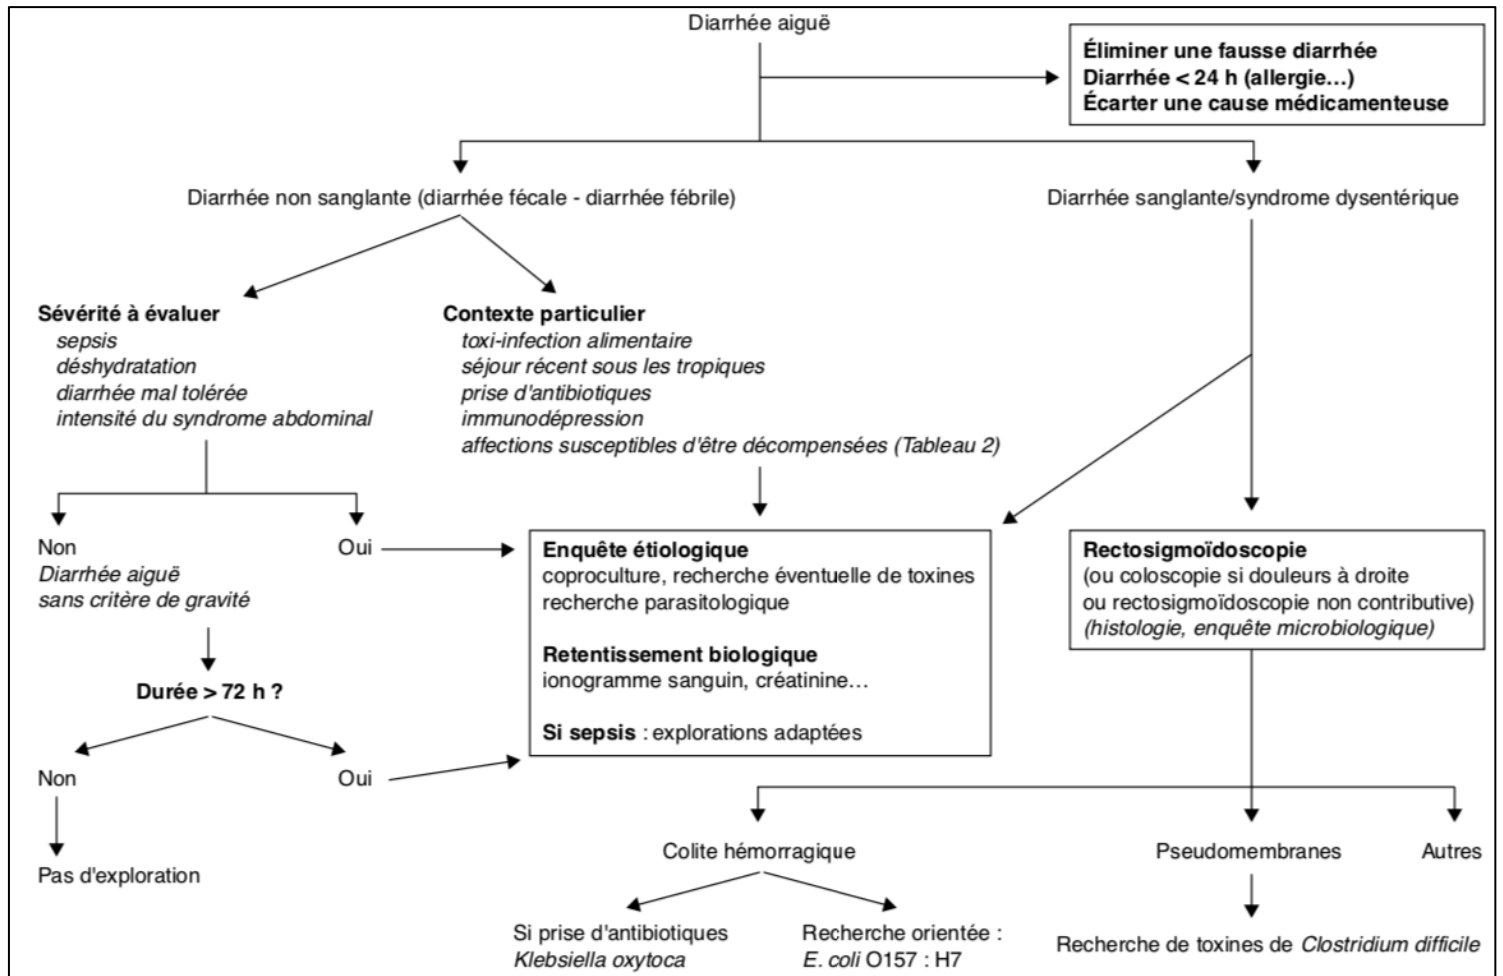 Diarrhée aiguë
Éliminer une fausse diarrhée
Diarrhée < 24 h (allergie…)
Écarter une cause médicamenteuse
Diarrhée non sanglante (diarrhée fécale - diarrhée fébrile)
Diarrhée sanglante/syndrome dysentérique
Sévérité à évaluer
sepsis
déshydratation
diarrhée mal tolérée
intensité du syndrome abdominal
Contexte particulier
toxi-infection alimentaire
séjour récent sous les tropiques
prise d'antibiotiques
immunodépression
affections susceptibles d'être décompensées (Tableau 2)
Non
Diarrhée aiguë
sans critère de gravité
Oui
Enquête étiologique
coproculture, recherche éventuelle de toxines
recherche parasitologique
Retentissement biologique
ionogramme sanguin, créatinine…
Si sepsis : explorations adaptées
Rectosigmoïdoscopie
(ou coloscopie si douleurs à droite
ou rectosigmoïdoscopie non contributive)
(histologie, enquête microbiologique)
Durée > 72 h ?
Non
Oui
Pas d'exploration
Colite hémorragique
Pseudomembranes
Autres
Si prise d'antibiotiques
Klebsiella oxytoca
Recherche orientée :
E. coli O157 : H7
Recherche de toxines de Clostridium difficile